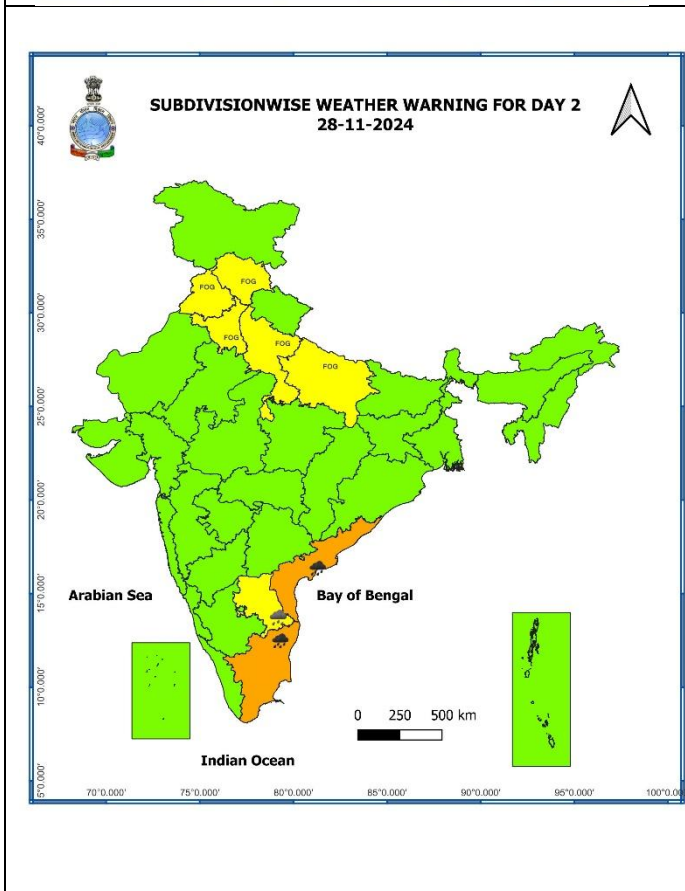 SUBDIVISIONWISE WEATHER WARNING FOR DAY 2
28-11-2024
40°0.000'
35°0.000'
30°0.000'
25°0.000'
20°0.000'
15°0.000'
10°0.000'
5°0.000'
FOG
FOG
FOG
FOG
FOG
Arabian Sea
Bay of Bengal
0 250 500 km
Indian Ocean
70°0.000' 75°0.000' 80°0.000' 85°0.000' 90°0.000' 95°0.000' 100°0.00